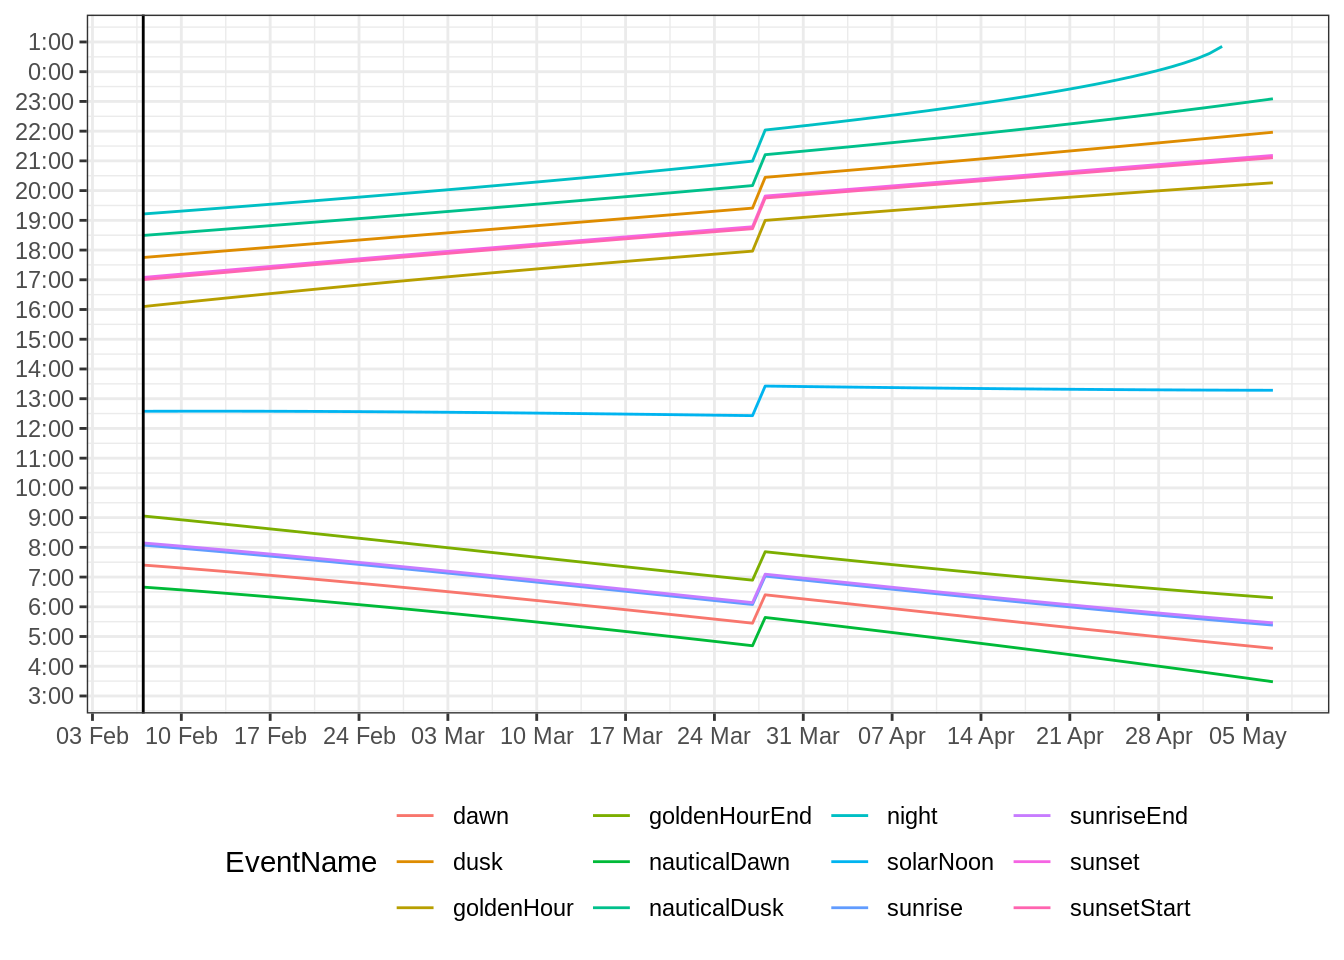 1:00
0:00
23:00
22:00
21:00
20:00
19:00
18:00
17:00
16:00
15:00
14:00
13:00
12:00
11:00
10:00
9:00
8:00
7:00
6:00
5:00
4:00
3:00
03 Feb 10 Feb 17 Feb 24 Feb 03 Mar 10 Mar 17 Mar 24 Mar 31 Mar 07 Apr 14 Apr 21 Apr 28 Apr 05 May
EventName
dawn
dusk
goldenHour
goldenHourEnd
nauticalDawn
nauticalDusk
night
solarNoon
sunrise
sunriseEnd
sunset
sunsetStart